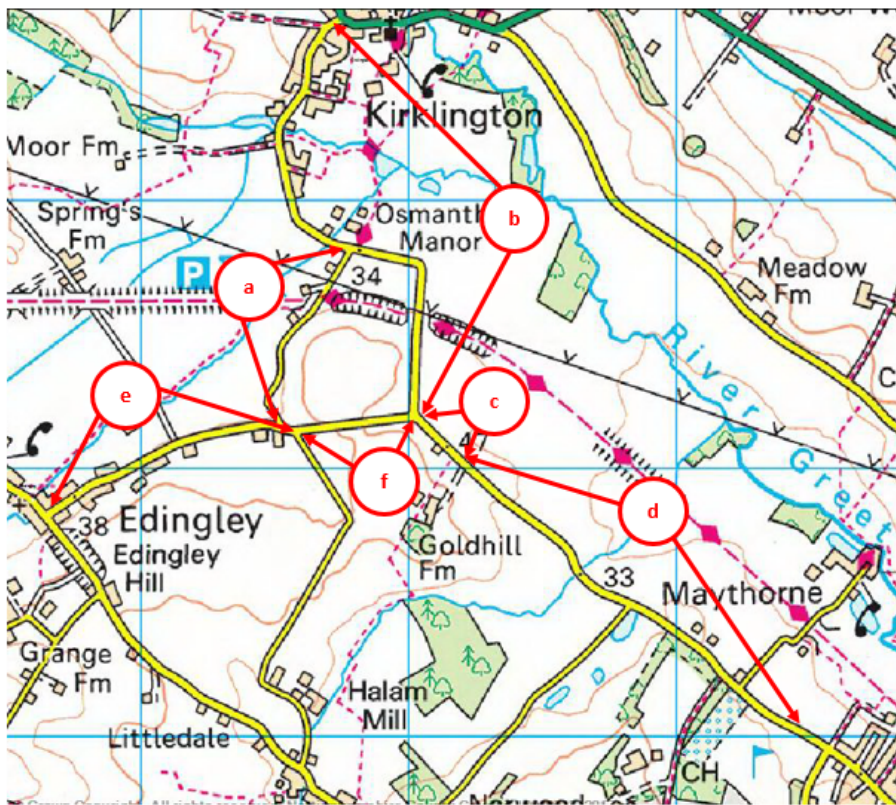 Kirklington
Moor Fm
b
Spring's
Fm
Osmanth
Manor
P
a
34
Meadow
Fm
River Greet
e
c
4
f
d
38
Edingley
Edingley
Hill
Goldhill
Fm
33
Maythorne
Grange
Fm
Halam
Mill
Littledale
CH